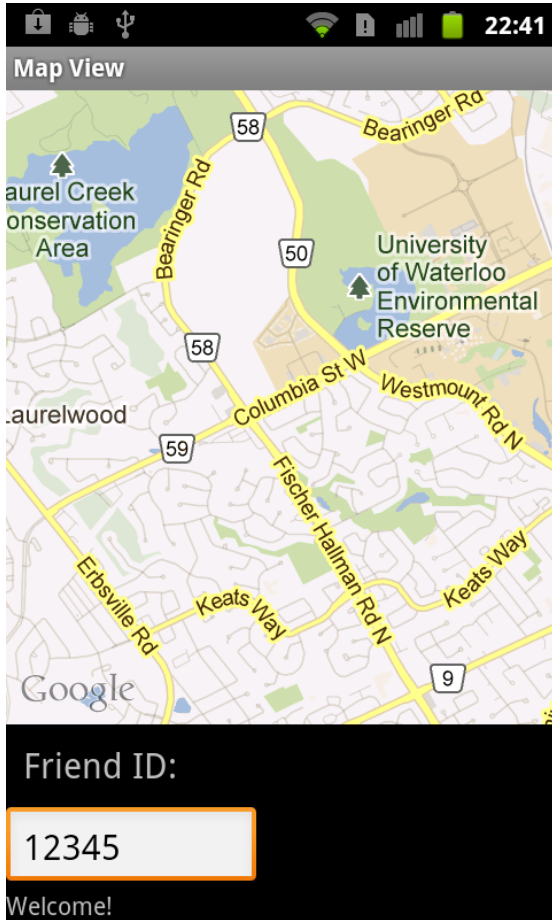 22:41
Map View
58
Bearinger Rd
aurel Creek
onservation
Area
Bearinger Rd
50
University
of Waterloo
Environmental
Reserve
58
Columbia St W
Westmount Rd N
aurelwood
59
Fischer Hallman Rd N
Erbsville Rd
Keats Way
Keats Way
Google
9
Friend ID:
12345
Welcome!